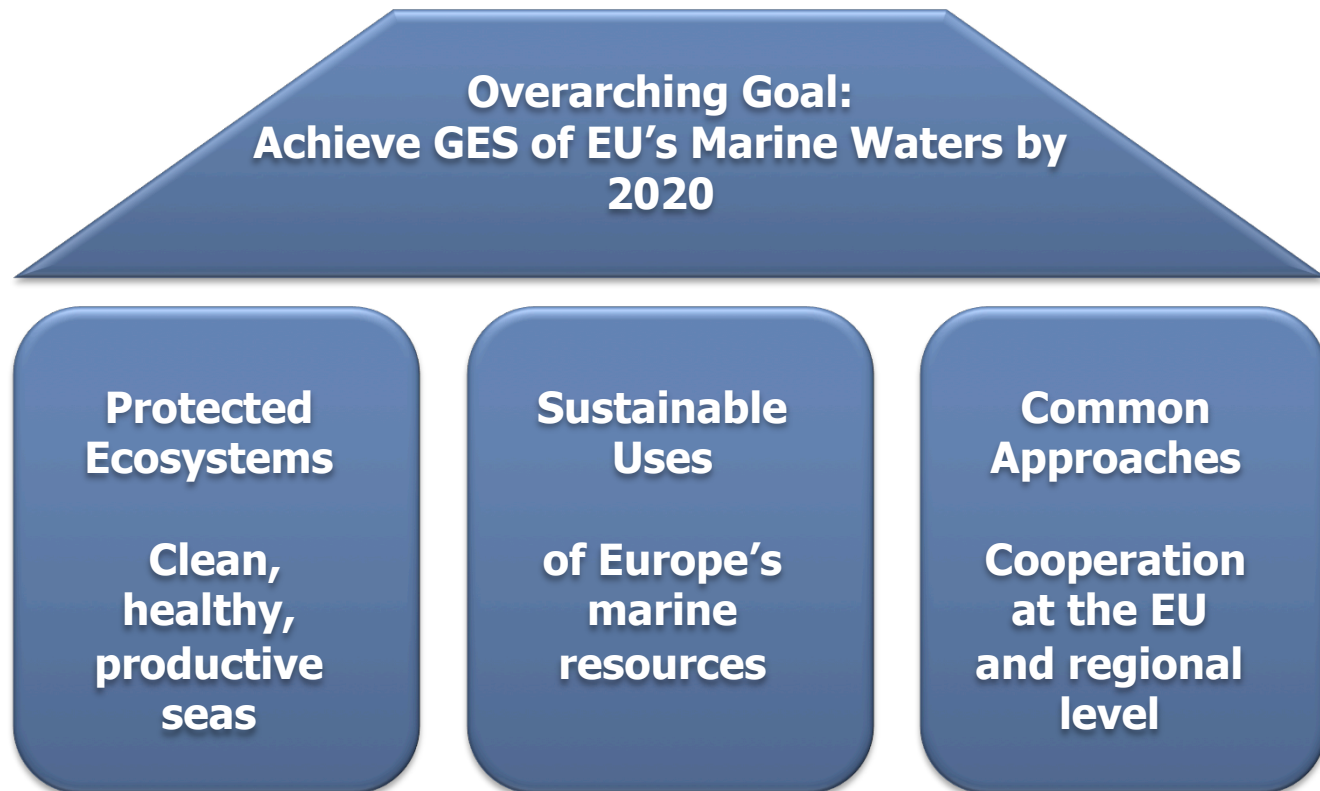 Overarching Goal:
Achieve GES of EU’s Marine Waters by
2020
Protected
Ecosystems
Clean,
healthy,
productive
seas
Sustainable
Uses
of Europe’s
marine
resources
Common
Approaches
Cooperation
at the EU
and regional
level